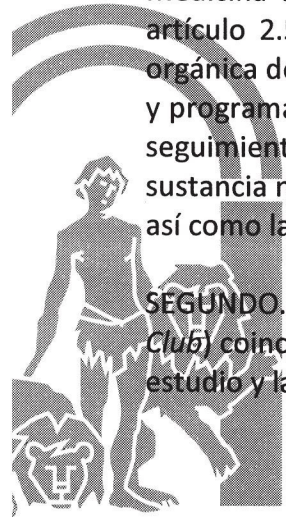 artículo 2.5
orgánica de
y programa
seguimient
sustancia n
así como la
SEGUNDO.
Club) coinc
estudio y la